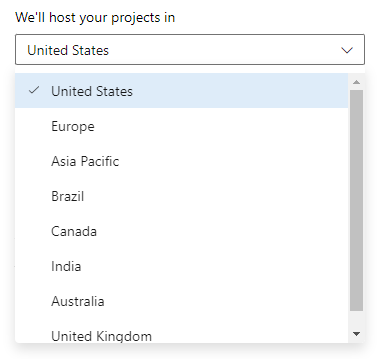 We'll host your projects in
United States
United States
Europe
Asia Pacific
Brazil
Canada
India
Australia
United Kingdom